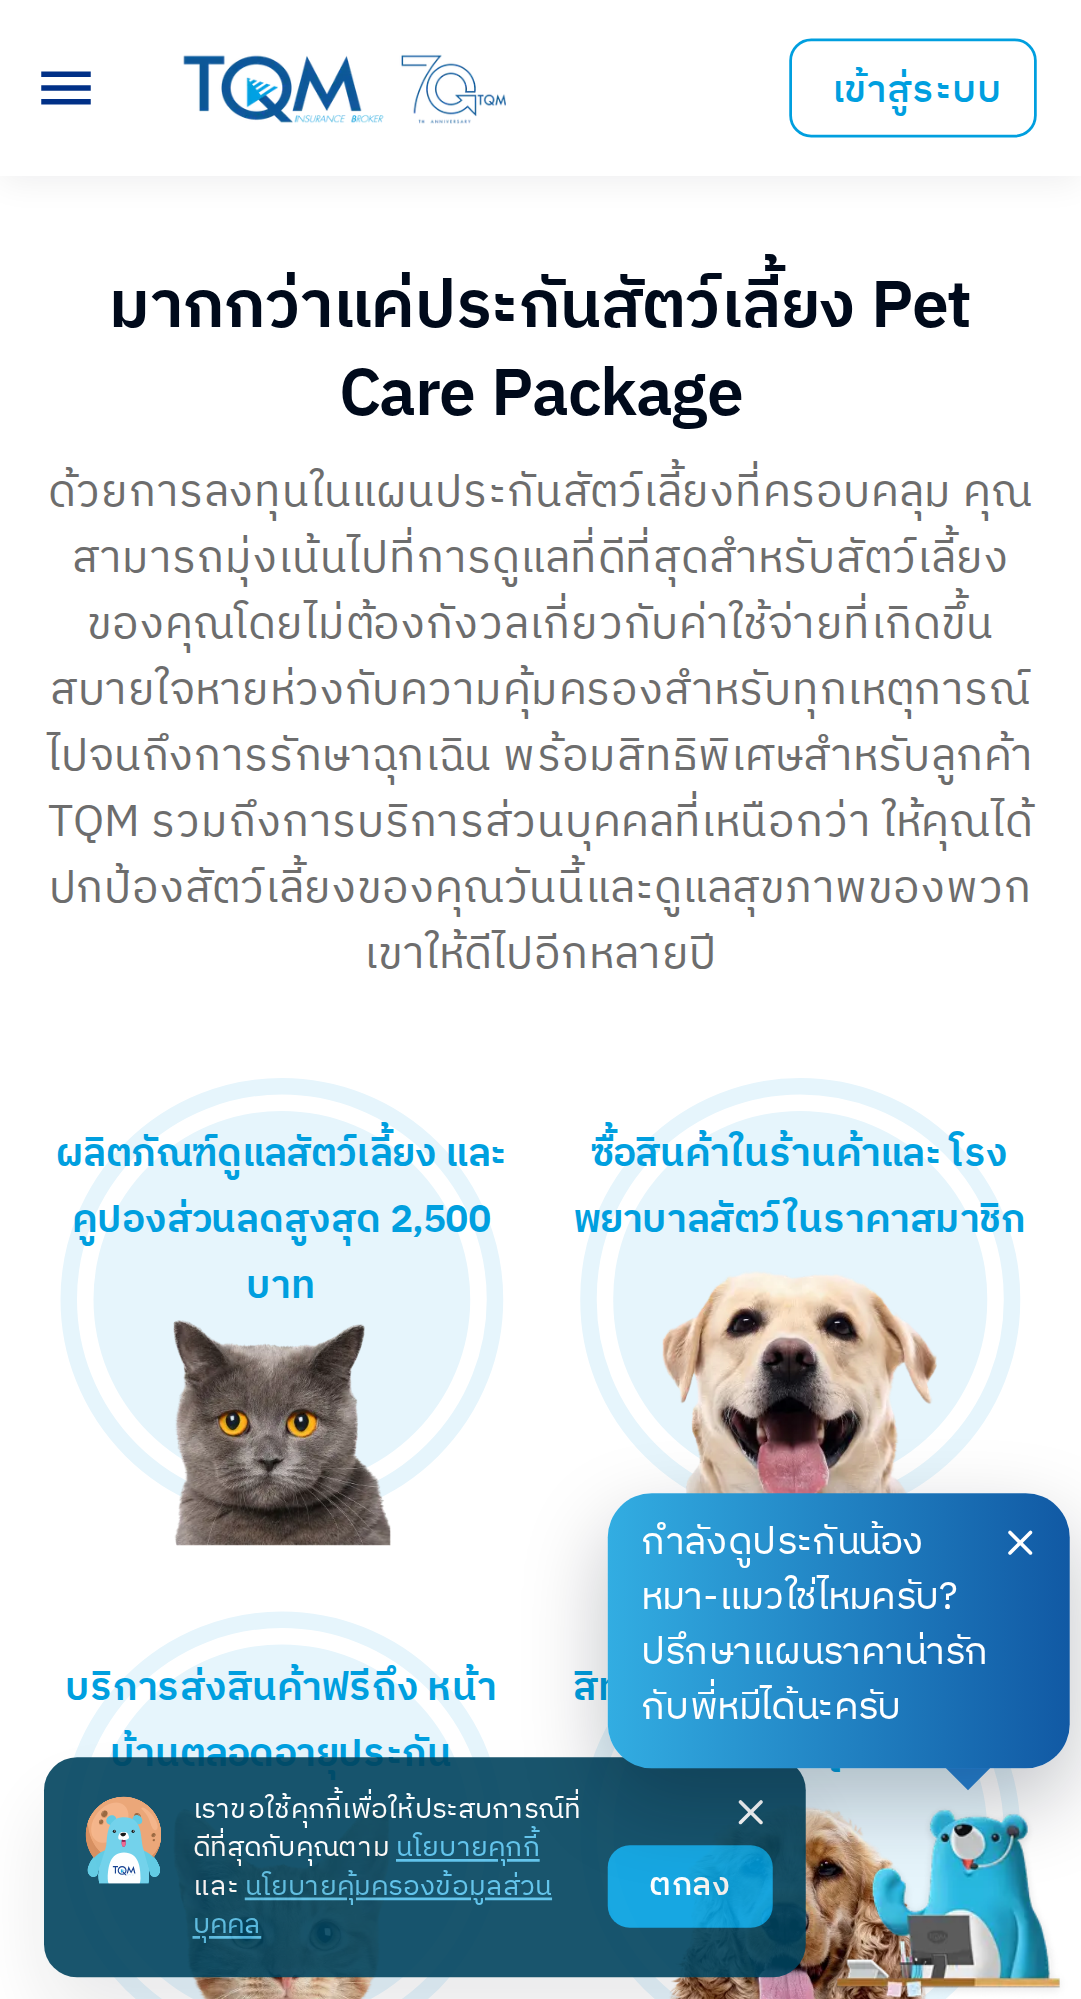 TQM
INSURANCE BROKER
70
TQM
TH ANNIVERSARY
เข้าสู่ระบบ
มากกว่าแค่ประกันสัตว์เลี้ยง Pet
Care Package
ด้วยการลงทุนในแผนประกันสัตว์เลี้ยงที่ครอบคลุม คุณ
สามารถมุ่งเน้นไปที่การดูแลที่ดีที่สุดสำหรับสัตว์เลี้ยง
ของคุณโดยไม่ต้องกังวลเกี่ยวกับค่าใช้จ่ายที่เกิดขึ้น
สบายใจหายห่วงกับความคุ้มครองสำหรับทุกเหตุการณ์
ไปจนถึงการรักษาฉุกเฉิน พร้อมสิทธิพิเศษสำหรับลูกค้า
TQM รวมถึงการบริการส่วนบุคคลที่เหนือกว่า ให้คุณได้
ปกป้องสัตว์เลี้ยงของคุณวันนี้และดูแลสุขภาพของพวก
เขาให้ดีไปอีกหลายปี
ผลิตภัณฑ์ดูแลสัตว์เลี้ยง และ
คูปองส่วนลดสูงสุด 2,500
บาท
ซื้อสินค้าในร้านค้าและ โรง
พยาบาลสัตว์ในราคาสมาชิก
กำลังดูประกันน้อง
หมา-แมวใช่ไหมครับ?
ปรึกษาแผนราคาน่ารัก
กับพี่หมีได้นะครับ
บริการส่งสินค้าฟรีถึง หน้า
บ้านตลอดอายุประกัน
เราขอใช้คุกกี้เพื่อให้ประสบการณ์ที่
ดีที่สุดกับคุณตาม นโยบายคุกกี้
และ นโยบายคุ้มครองข้อมูลส่วน
บุคคล
ตกลง
TQM